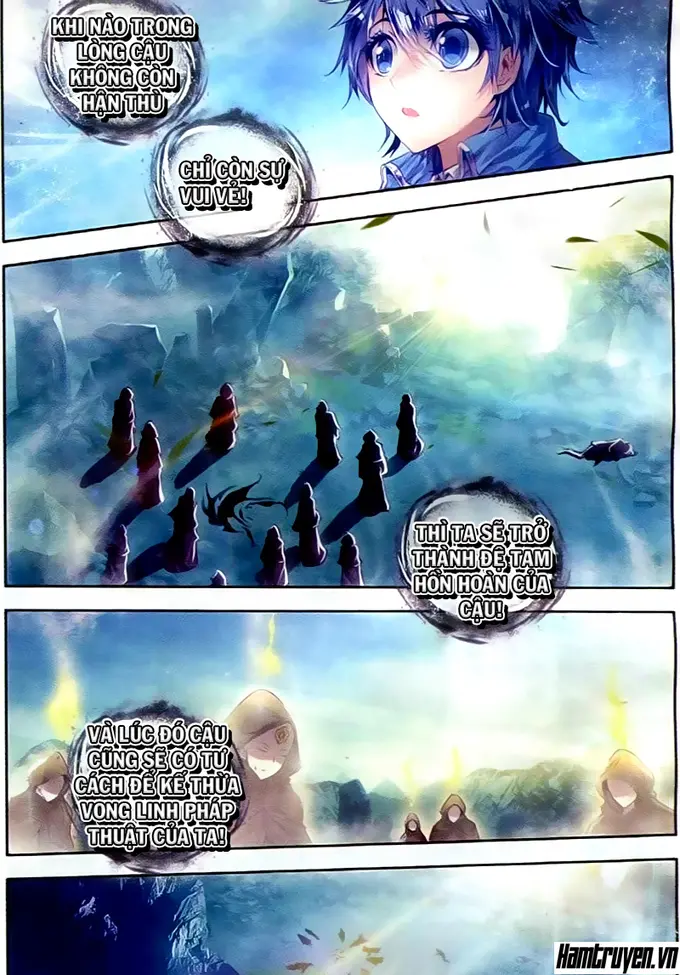 KHI NÀO TRONG
LÒNG CẬU
KHÔNG CÒN
HẬN THÙ
CHỈ CÒN SỰ
VUI VẺ!
THÌ TA SẼ TRỞ
THÀNH ĐỆ TAM
HỒN HOÁN CỦA
CẬU!
VÀ LÚC ĐÓ CẬU
CŨNG SẼ CÓ TƯ
CÁCH ĐỂ KẾ THỪA
VONG LINH PHÁP
THUẬT CỦA TA!
Hamtruyen.vn